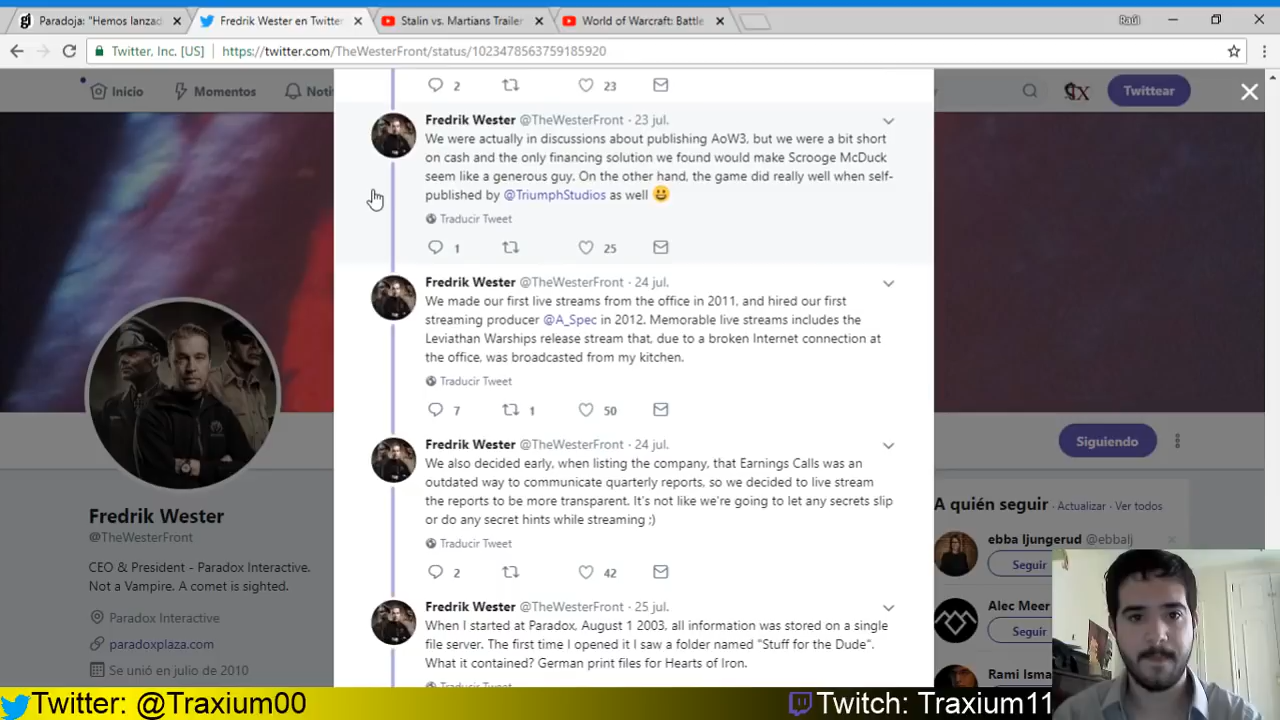 Paradoja: "Hemos lanzad
Fredrik Wester en Twitter
Stalin vs. Martians Trailer
World of Warcraft: Battle
Raúl
Twitter, Inc. [US]
https://twitter.com/TheWesterFront/status/1023478563759185920
Inicio
Momentos
Noti
Twittear
2
23
Fredrik Wester @TheWesterFront · 23 jul.
We were actually in discussions about publishing AoW3, but we were a bit short
on cash and the only financing solution we found would make Scrooge McDuck
seem like a generous guy. On the other hand, the game did really well when self-
published by @TriumphStudios as well 😀
Traducir Tweet
1
25
Fredrik Wester @TheWesterFront · 24 jul.
We made our first live streams from the office in 2011, and hired our first
streaming producer @A_Spec in 2012. Memorable live streams includes the
Leviathan Warships release stream that, due to a broken Internet connection at
the office, was broadcasted from my kitchen.
Traducir Tweet
7
1
50
Fredrik Wester @TheWesterFront · 24 jul.
We also decided early, when listing the company, that Earnings Calls was an
outdated way to communicate quarterly reports, so we decided to live stream
the reports to be more transparent. It's not like we're going to let any secrets slip
or do any secret hints while streaming :)
Traducir Tweet
2
42
Fredrik Wester @TheWesterFront · 25 jul.
When I started at Paradox, August 1 2003, all information was stored on a single
file server. The first time I opened it I saw a folder named "Stuff for the Dude".
What it contained? German print files for Hearts of Iron.
Fredrik Wester
@TheWesterFront
CEO & President - Paradox Interactive.
Not a Vampire. A comet is sighted.
Paradox Interactive
paradoxplaza.com
Se unió en julio de 2010
Siguiendo
A quién seguir · Actualizar · Ver todos
ebba ljungerud @ebbalj
Seguir
Alec Meer
Seguir
Rami Isma
Twitter: @Traxium00
Twitch: Traxium11